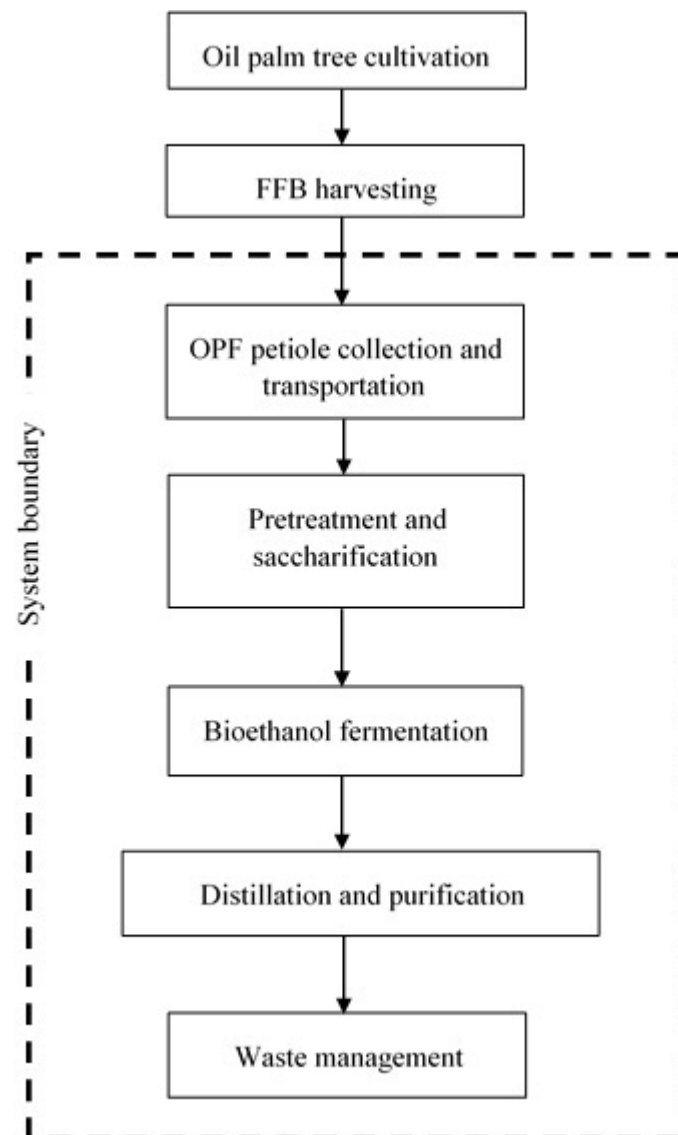 Oil palm tree cultivation
FFB harvesting
OPF petiole collection and
transportation
System boundary
Pretreatment and
saccharification
Bioethanol fermentation
Distillation and purification
Waste management